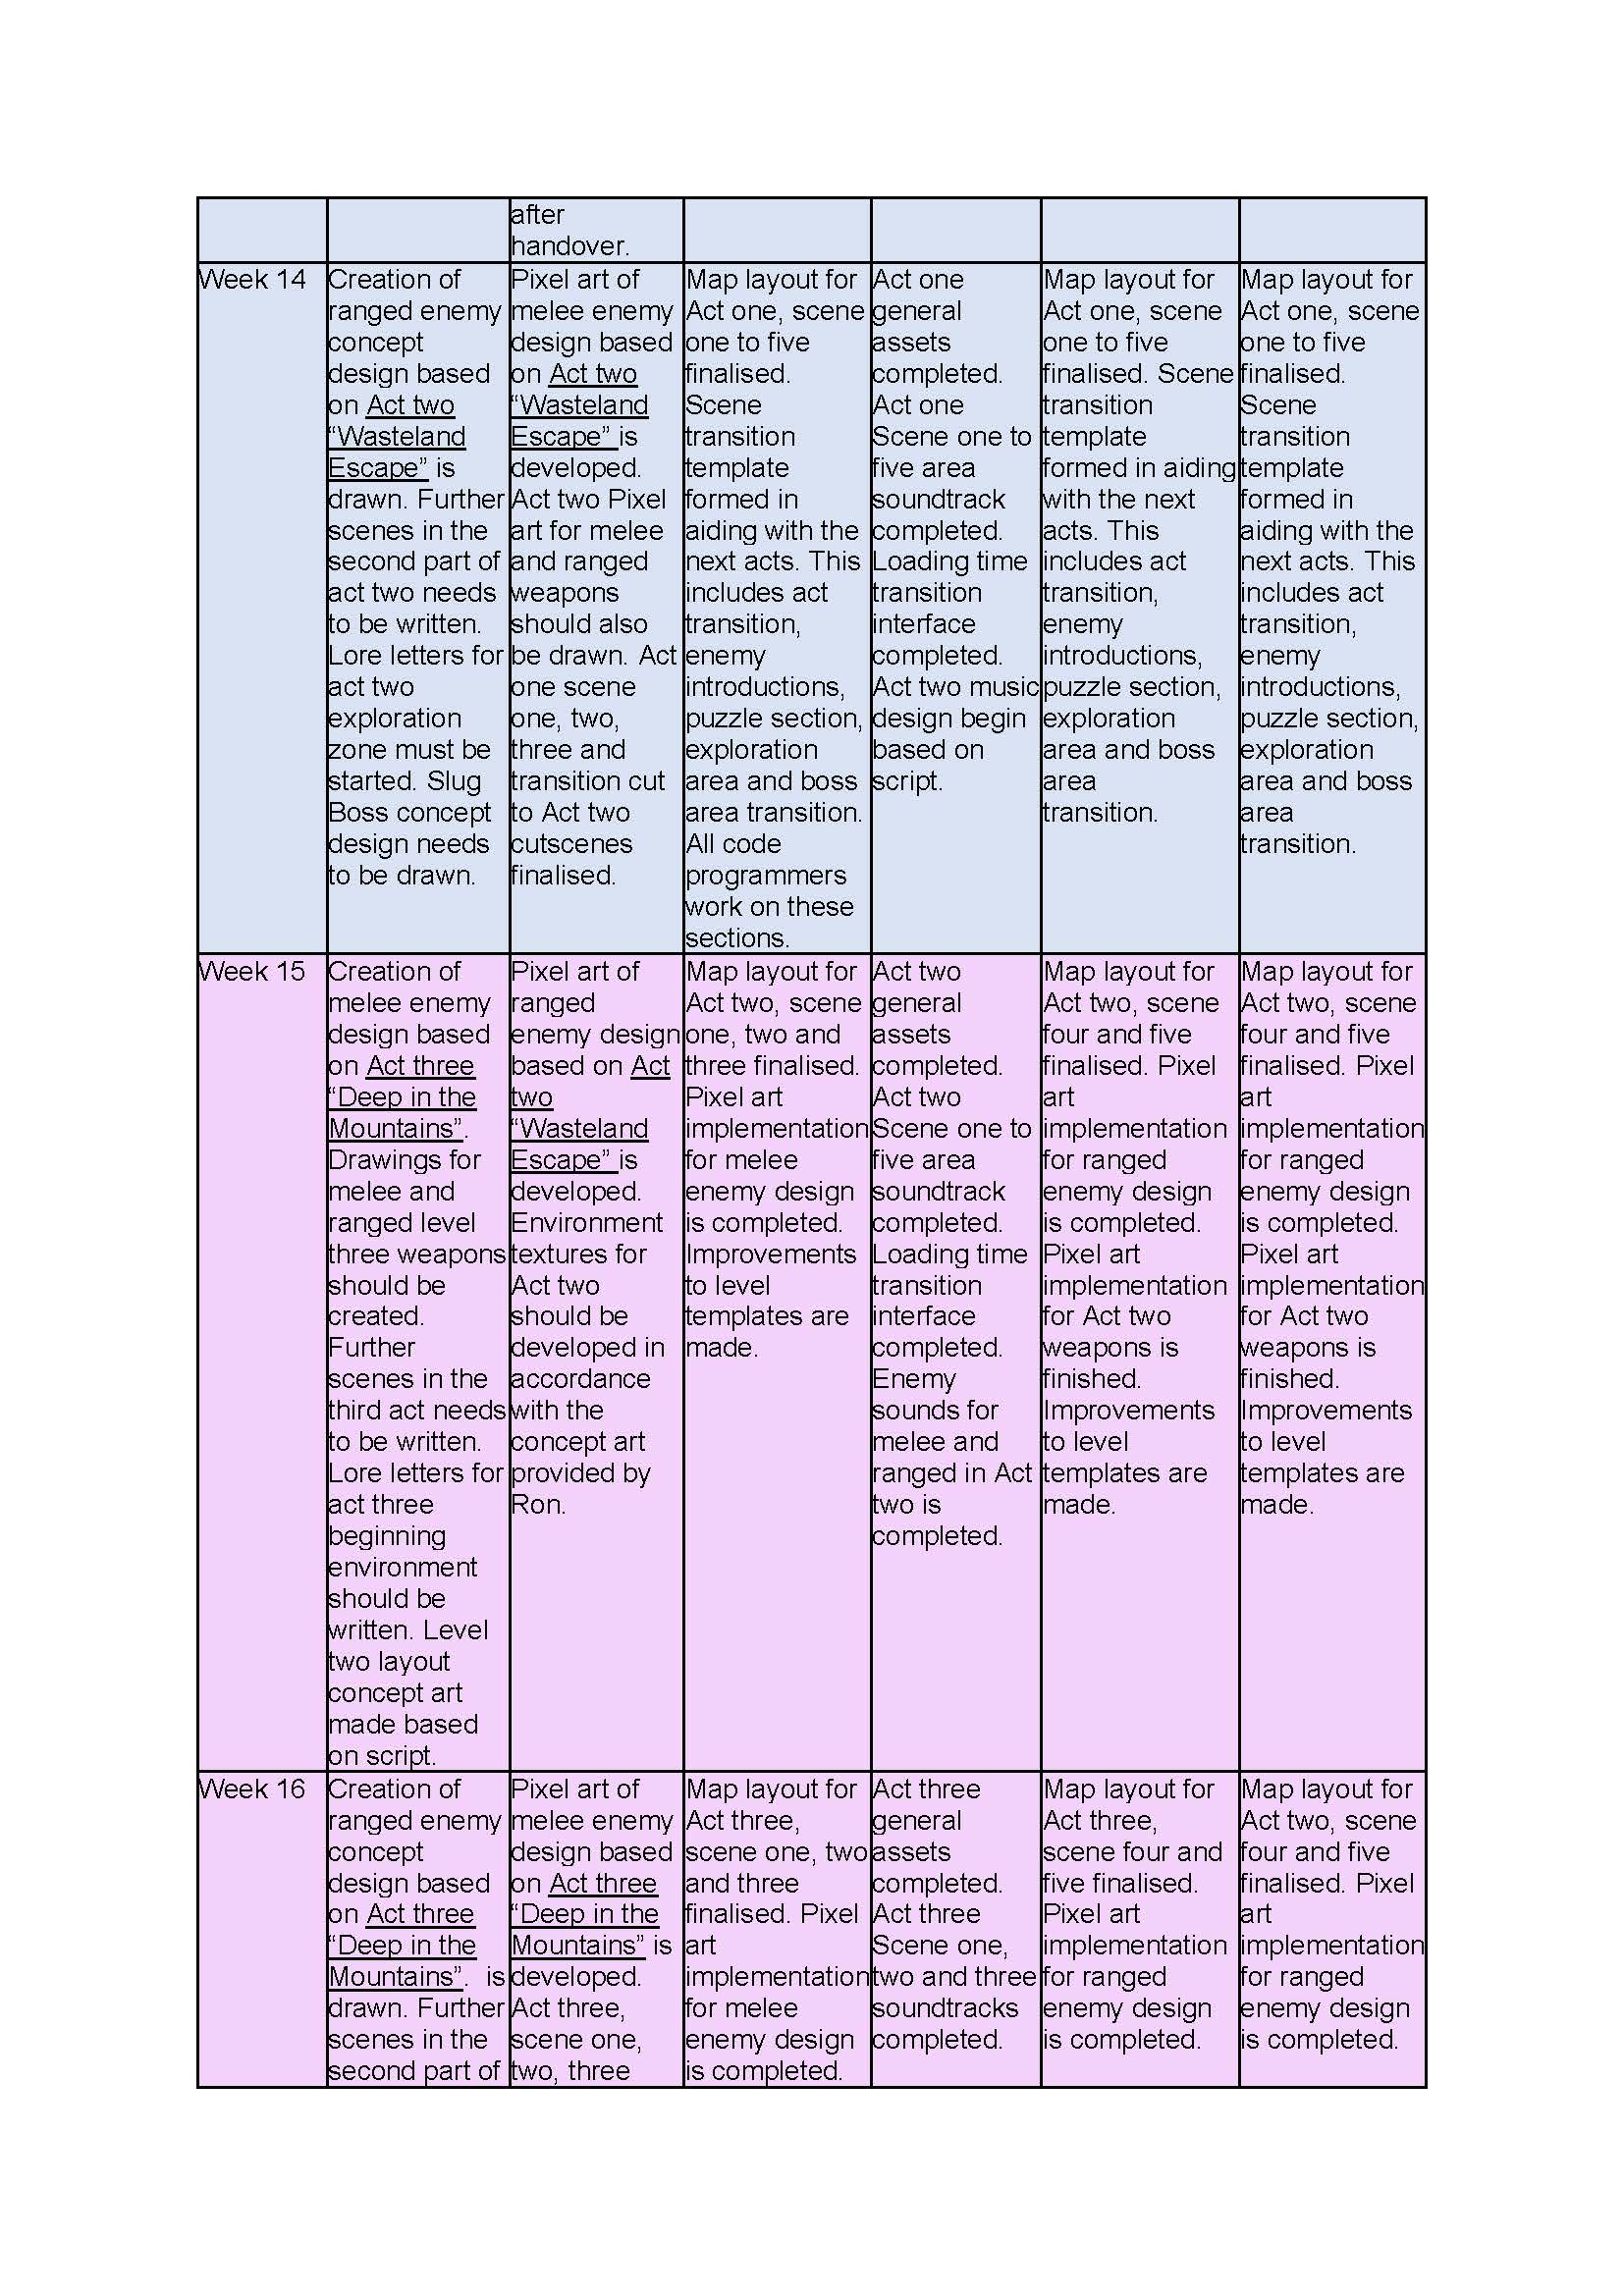 after
handover.
Week 14
Creation of
ranged enemy
concept
design based
on Act two
“Wasteland
Escape” is
drawn. Further
scenes in the
second part of
act two needs
to be written.
Lore letters for
act two
exploration
zone must be
started. Slug
Boss concept
design needs
to be drawn.
Pixel art of
melee enemy
design based
on Act two
“Wasteland
Escape” is
developed.
Act two Pixel
art for melee
and ranged
weapons
should also
be drawn. Act
one scene
one, two,
three and
transition cut
to Act two
cutscenes
finalised.
Map layout for
Act one, scene
one to five
finalised.
Scene
transition
template
formed in
aiding with the
next acts. This
includes act
transition,
enemy
introductions,
puzzle section,
exploration
area and boss
area transition.
All code
programmers
work on these
sections.
Act one
general
assets
completed.
Act one
Scene one to
five area
soundtrack
completed.
Loading time
transition
interface
completed.
Act two music
design begin
based on
script.
Map layout for
Act one, scene
one to five
finalised. Scene
transition
template
formed in aiding
with the next
acts. This
includes act
transition,
enemy
introductions,
puzzle section,
exploration
area and boss
area
transition.
Map layout for
Act one, scene
one to five
finalised.
Scene
transition
template
formed in
aiding with the
next acts. This
includes act
transition,
enemy
introductions,
puzzle section,
exploration
area and boss
area
transition.
Week 15
Creation of
melee enemy
design based
on Act three
“Deep in the
Mountains”.
Drawings for
melee and
ranged level
three weapons
should be
created.
Further
scenes in the
third act needs
to be written.
Lore letters for
act three
beginning
environment
should be
written. Level
two layout
concept art
made based
on script.
Pixel art of
ranged
enemy design
based on Act
two
“Wasteland
Escape” is
developed.
Environment
textures for
Act two
should be
developed in
accordance
with the
concept art
provided by
Ron.
Map layout for
Act two, scene
one, two and
three finalised.
Pixel art
implementation
for melee
enemy design
is completed.
Improvements
to level
templates are
made.
Act two
general
assets
completed.
Act two
Scene one to
five area
soundtrack
completed.
Loading time
transition
interface
completed.
Enemy
sounds for
melee and
ranged in Act
two is
completed.
Map layout for
Act two, scene
four and five
finalised. Pixel
art
implementation
for ranged
enemy design
is completed.
Pixel art
implementation
for Act two
weapons is
finished.
Improvements
to level
templates are
made.
Map layout for
Act two, scene
four and five
finalised. Pixel
art
implementation
for ranged
enemy design
is completed.
Pixel art
implementation
for Act two
weapons is
finished.
Improvements
to level
templates are
made.
Week 16
Creation of
ranged enemy
concept
design based
on Act three
“Deep in the
Mountains”.  is
drawn. Further
scenes in the
second part of
Pixel art of
melee enemy
design based
on Act three
“Deep in the
Mountains” is
developed.
Act three,
scene one,
two, three
Map layout for
Act three,
scene one, two
and three
finalised. Pixel
art
implementation
for melee
enemy design
is completed.
Act three
general
assets
completed.
Act three
Scene one,
two and three
soundtracks
completed.
Map layout for
Act three,
scene four and
five finalised.
Pixel art
implementation
for ranged
enemy design
is completed.
Map layout for
Act two, scene
four and five
finalised. Pixel
art
implementation
for ranged
enemy design
is completed.